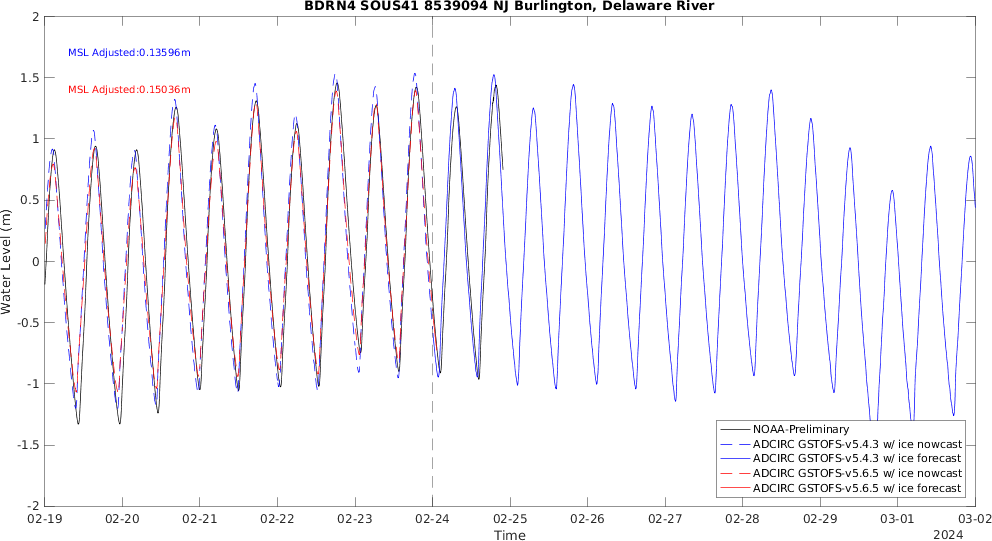 BDRN4 SOUS41 8539094 NJ Burlington, Delaware River
MSL Adjusted:0.13596m
MSL Adjusted:0.15036m
Water Level (m)
2
1.5
1
0.5
0
-0.5
-1
-1.5
-2
NOAA-Preliminary
ADCIRC GSTOFS-v5.4.3 w/ ice nowcast
ADCIRC GSTOFS-v5.4.3 w/ ice forecast
ADCIRC GSTOFS-v5.6.5 w/ ice nowcast
ADCIRC GSTOFS-v5.6.5 w/ ice forecast
02-19 02-20 02-21 02-22 02-23 02-24 02-25 02-26 02-27 02-28 02-29 03-01 03-02
Time
2024